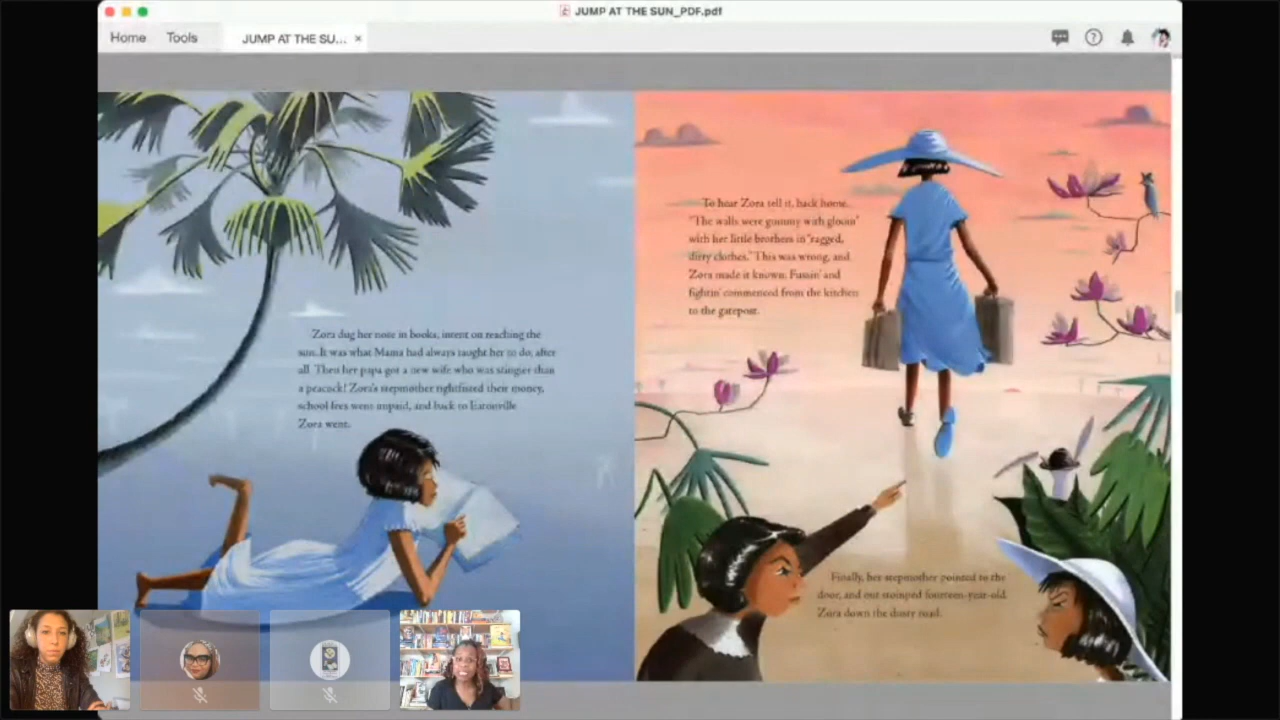 JUMP AT THE SUN_PDF.pdf
Home
Tools
JUMP AT THE SU... ×
Zora dug her nose in books, intent on reaching the
sun. It was what Mama had always taught her to do, after
all. Then her papa got a new wife who was stingier than
a peacock! Zora's stepmother tightfisted their money,
school fees went unpaid, and back to Eatonville
Zora went.
To hear Zora tell it, back home,
"The walls were gummy with gloom"
with her little brothers in "ragged,
dirty clothes." This was wrong, and
Zora made it known. Fussin' and
fightin' commenced from the kitchen
to the gatepost.
Finally, her stepmother pointed to the
door, and out stomped fourteen-year-old
Zora down the dusty road.